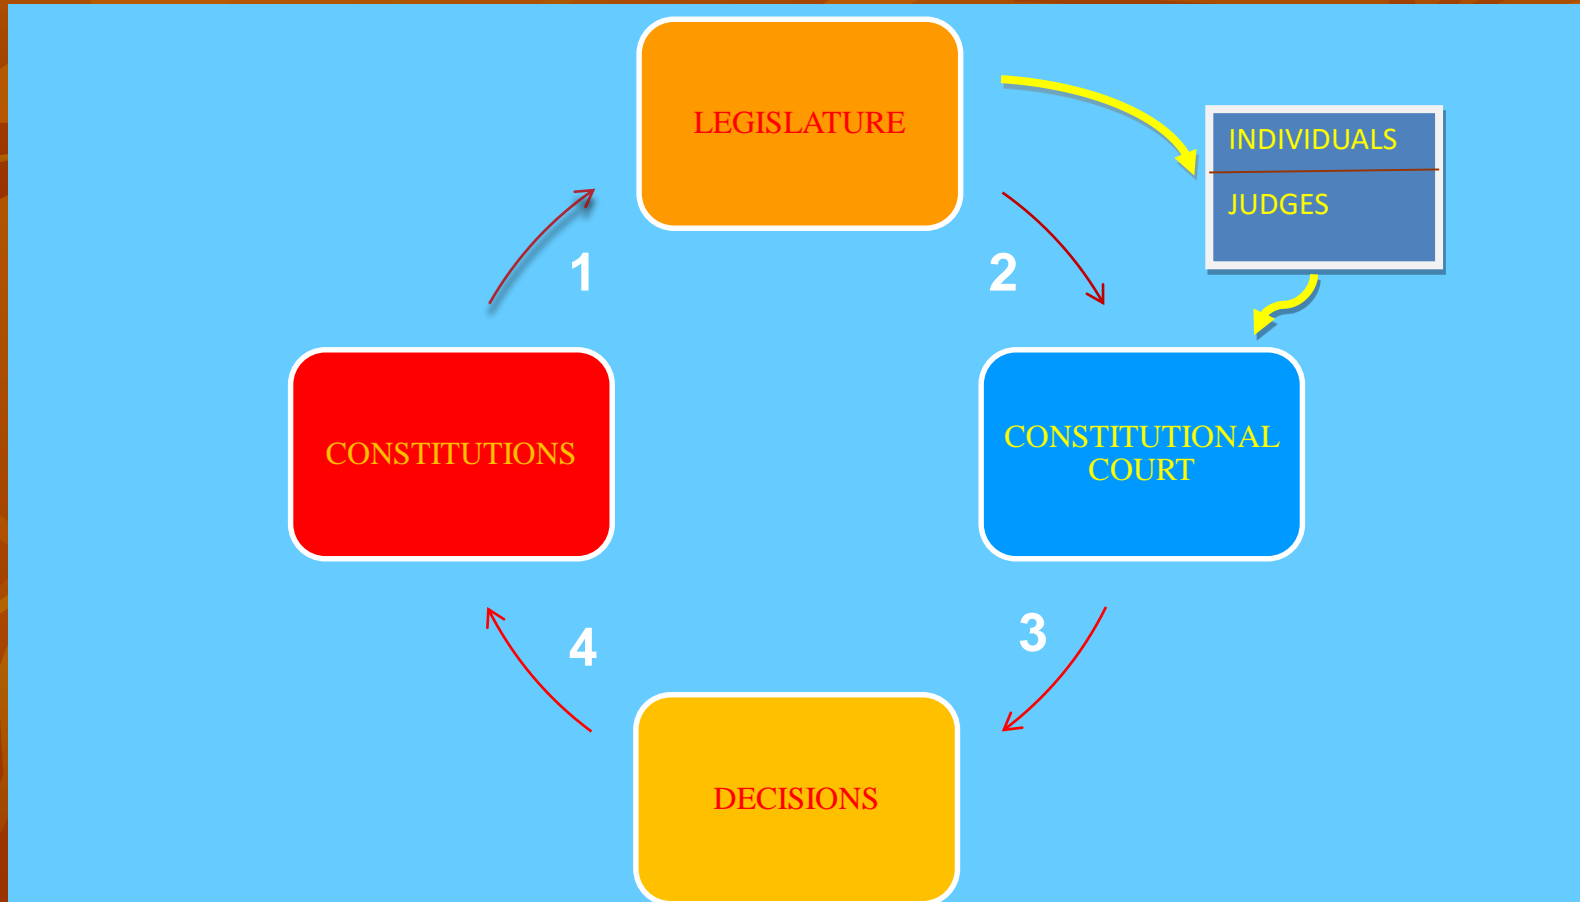 LEGISLATURE
INDIVIDUALS
JUDGES
1
2
CONSTITUTIONS
CONSTITUTIONAL
COURT
4
3
DECISIONS